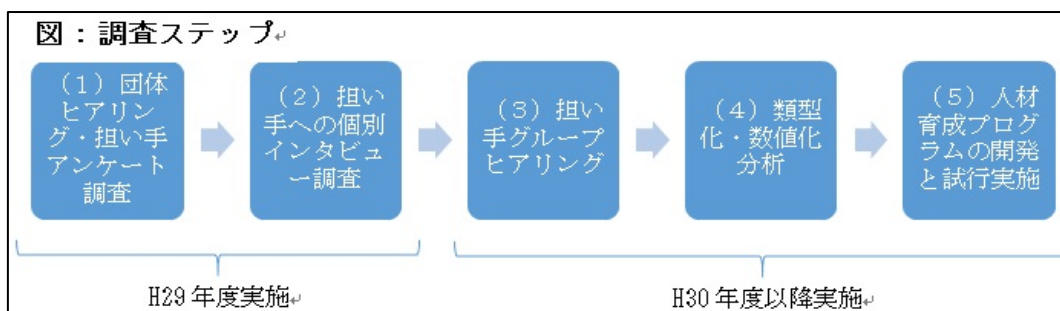 図：調査ステップ↵
（１）団体
ヒアリン
グ・担い手
アンケート
調査
（２）担い
手への個別
インタビュ
ー調査
（３）担い
手グループ
ヒアリング
（４）類型
化・数値化
分析
（５）人材
育成プログ
ラムの開発
と試行実施
H29年度実施↵
H30年度以降実施↵